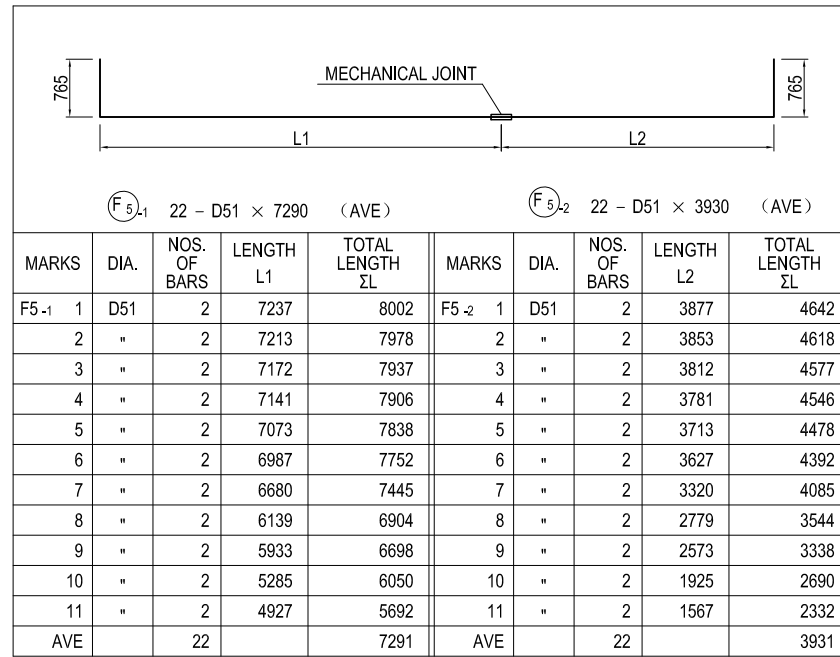 765
MECHANICAL JOINT
765
L1
L2
F 5 -1 22 – D51 × 7290 （AVE）
F 5 -2 22 – D51 × 3930 （AVE）
MARKS DIA. NOS. OF BARS LENGTH L1 TOTAL LENGTH ΣL MARKS DIA. NOS. OF BARS LENGTH L2 TOTAL LENGTH ΣL
F5 -1 1 D51 2 7237 8002 F5 -2 1 D51 2 3877 4642
2 " 2 7213 7978 2 " 2 3853 4618
3 " 2 7172 7937 3 " 2 3812 4577
4 " 2 7141 7906 4 " 2 3781 4546
5 " 2 7073 7838 5 " 2 3713 4478
6 " 2 6987 7752 6 " 2 3627 4392
7 " 2 6680 7445 7 " 2 3320 4085
8 " 2 6139 6904 8 " 2 2779 3544
9 " 2 5933 6698 9 " 2 2573 3338
10 " 2 5285 6050 10 " 2 1925 2690
11 " 2 4927 5692 11 " 2 1567 2332
AVE 22 7291 AVE 22 3931